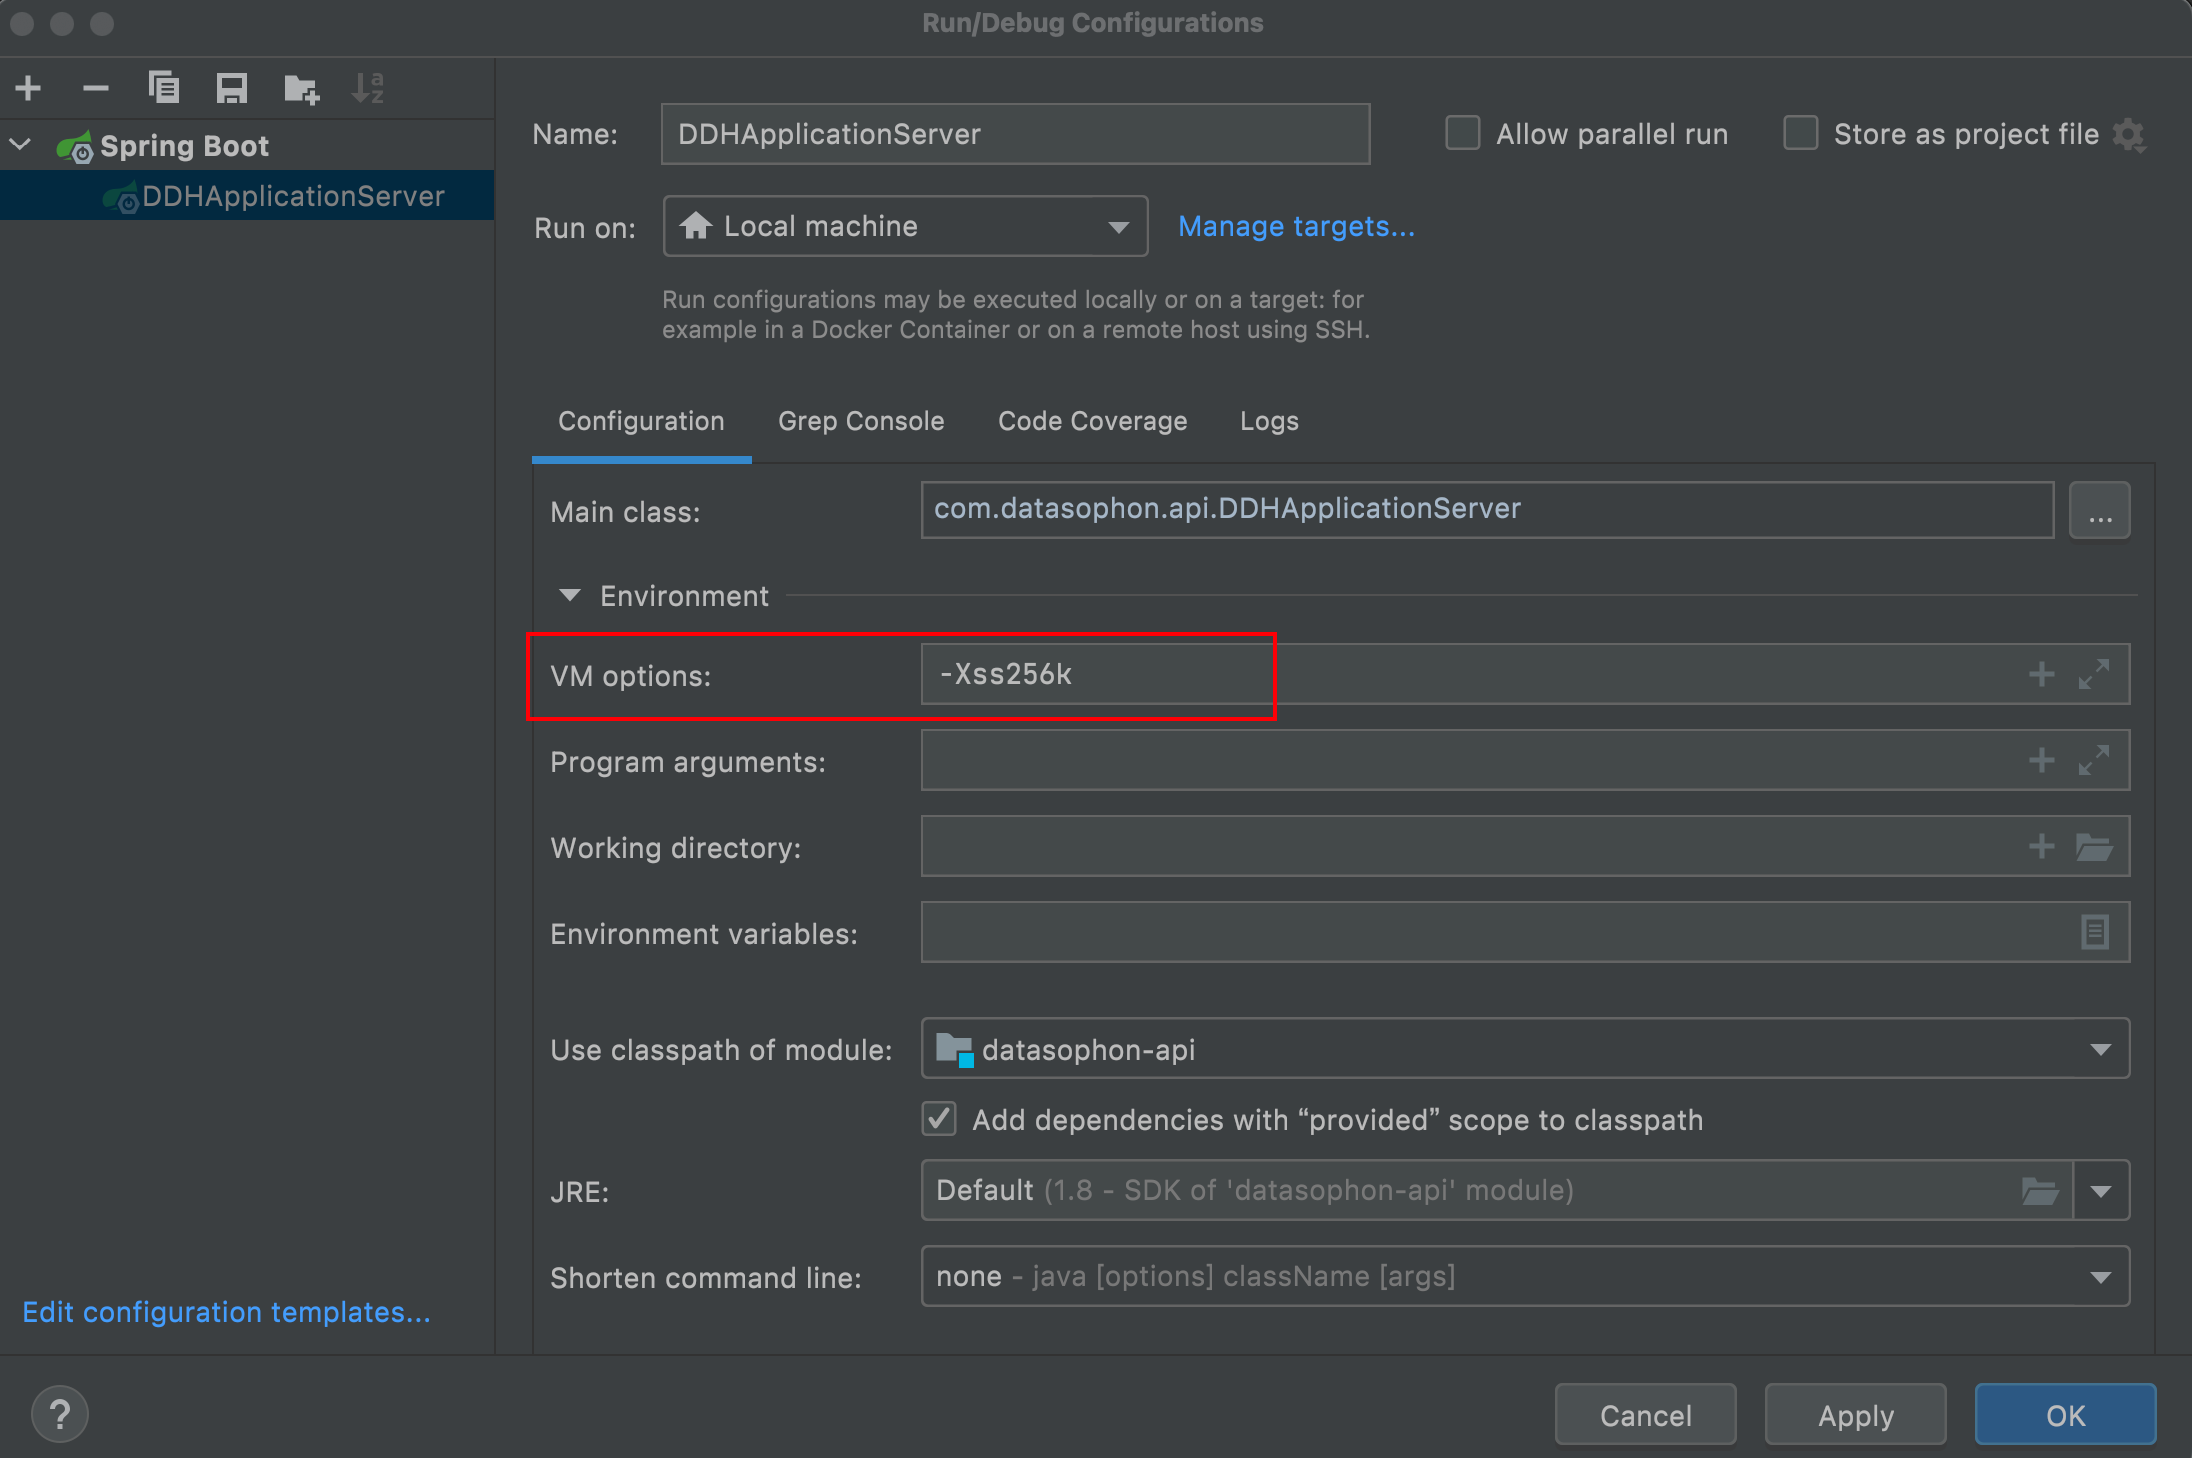 Run/Debug Configurations
Spring Boot
DDHApplicationServer
Edit configuration templates...
Name: DDHApplicationServer Allow parallel run Store as project file
Run on: Local machine Manage targets...
Run configurations may be executed locally or on a target: for
example in a Docker Container or on a remote host using SSH.
Configuration Grep Console Code Coverage Logs
Main class: com.datasophon.api.DDHApplicationServer ...
Environment
VM options: -Xss256k
Program arguments:
Working directory:
Environment variables:
Use classpath of module: datasophon-api
Add dependencies with “provided” scope to classpath
JRE: Default (1.8 - SDK of 'datasophon-api' module)
Shorten command line: none - java [options] className [args]
? Cancel Apply OK